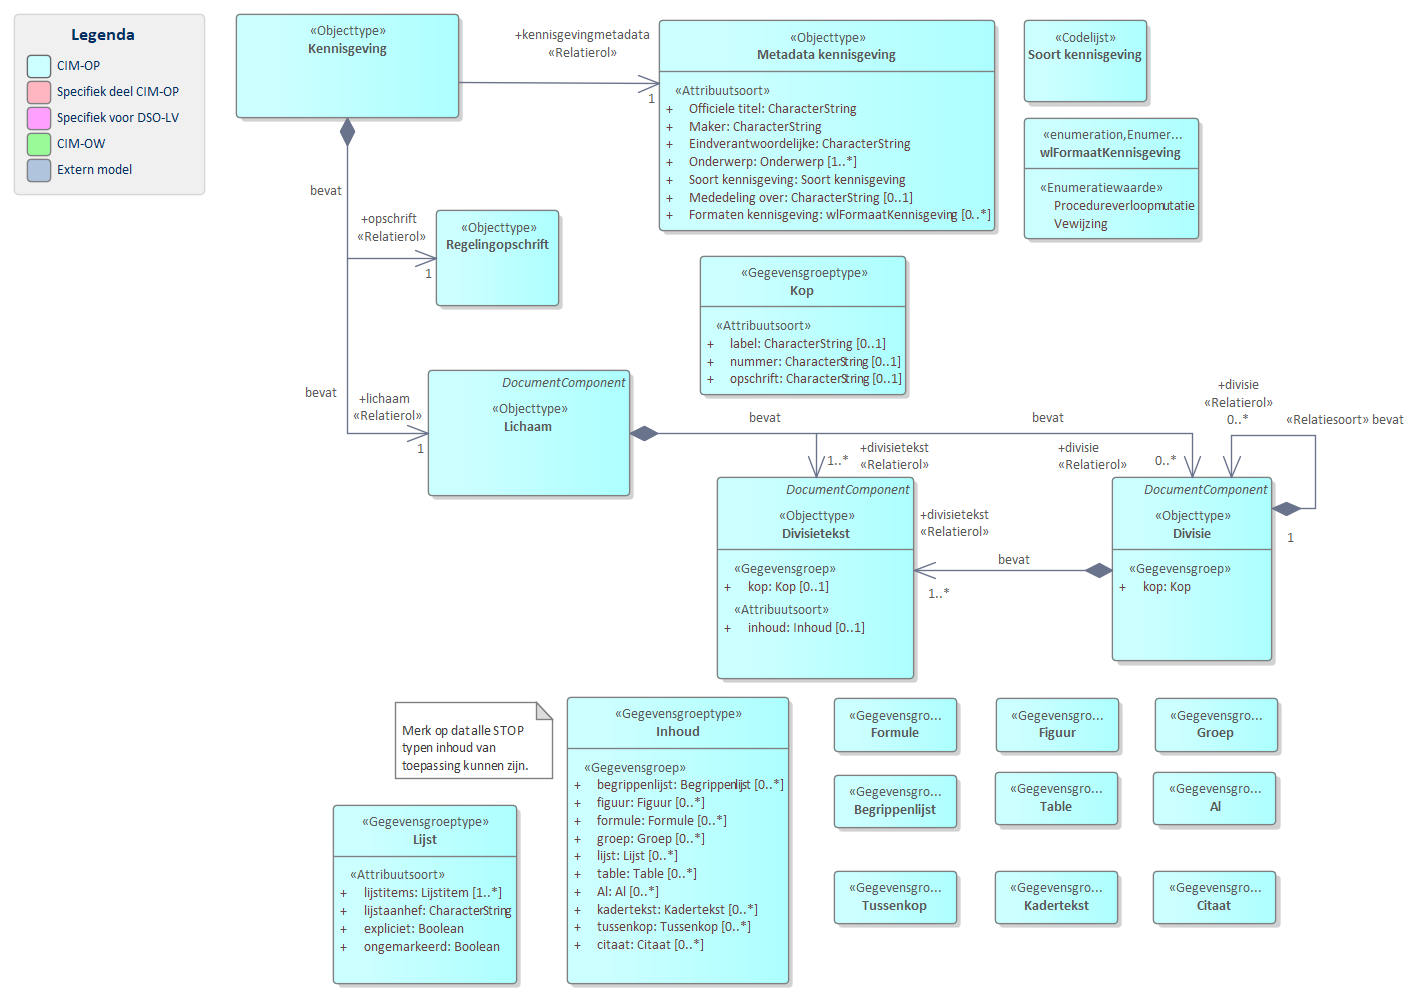 Legenda
CIM-OP
Specifiek deel CIM-OP
Specifiek voor DSO-LV
CIM-OW
Extern model
«Objecttype»
Kennisgeving
+kennisgevingmetadata
«Relatierol»
1
«Objecttype»
Metadata kennisgeving
«Attribuutsoort»
+ Officiele titel: CharacterString
+ Maker: CharacterString
+ Eindverantwoordelijke: CharacterString
+ Onderwerp: Onderwerp [1..*]
+ Soort kennisgeving: Soort kennisgeving
+ Mededeling over: CharacterString [0..1]
+ Formaten kennisgeving: wlFormaatKennisgeving [0..*]
«Codelijst»
Soort kennisgeving
«enumeration,Enumer...
wlFormaatKennisgeving
«Enumeratiewaarde»
Procedureverloopmutatie
Vewijzing
bevat
+opschrift
«Relatierol»
1
«Objecttype»
Regelingopschrift
«Gegevensgroeptype»
Kop
«Attribuutsoort»
+ label: CharacterString [0..1]
+ nummer: CharacterString [0..1]
+ opschrift: CharacterString [0..1]
bevat
+lichaam
«Relatierol»
1
DocumentComponent
«Objecttype»
Lichaam
bevat
bevat
1..*
+divisietekst
«Relatierol»
+divisie
«Relatierol»
0..*
+divisie
«Relatierol»
0..*
«Relatiesoort» bevat
1
DocumentComponent
«Objecttype»
Divisietekst
«Gegevensgroep»
+ kop: Kop [0..1]
«Attribuutsoort»
+ inhoud: Inhoud [0..1]
+divisietekst
«Relatierol»
bevat
1..*
DocumentComponent
«Objecttype»
Divisie
«Gegevensgroep»
+ kop: Kop
Merk op dat alle STOP
typen inhoud van
toepassing kunnen zijn.
«Gegevensgroeptype»
Lijst
«Attribuutsoort»
+ lijstitems: Lijstitem [1..*]
+ lijstaanhef: CharacterString
+ expliciet: Boolean
+ ongemarkeerd: Boolean
«Gegevensgroeptype»
Inhoud
«Gegevensgroep»
+ begrippenlijst: Begrippenlijst [0..*]
+ figuur: Figuur [0..*]
+ formule: Formule [0..*]
+ groep: Groep [0..*]
+ lijst: Lijst [0..*]
+ table: Table [0..*]
+ Al: Al [0..*]
+ kadertekst: Kadertekst [0..*]
+ tussenkop: Tussenkop [0..*]
+ citaat: Citaat [0..*]
«Gegevensgro...
Formule
«Gegevensgro...
Figuur
«Gegevensgro...
Groep
«Gegevensgro...
Begrippenlijst
«Gegevensgro...
Table
«Gegevensgro...
Al
«Gegevensgro...
Tussenkop
«Gegevensgro...
Kadertekst
«Gegevensgro...
Citaat